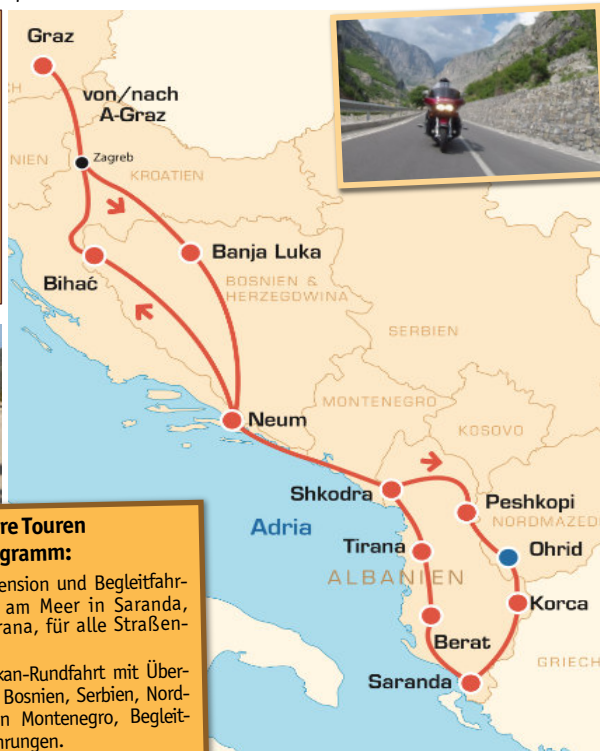 Graz
von/nach
A-Graz
Zagreb
KROATIEN
NIEN
Banja Luka
Bihać
BOSNIEN &
HERZEGOWINA
SERBIEN
Neum
MONTENEGRO
KOSOVO
Shkodra
Peshkopi
NORDMAZED
Adria
Tirana
Ohrid
ALBANIEN
Korca
Berat
GRIECH
Saranda
re Touren
gramm:
ension und Begleitfahr-
am Meer in Saranda,
rana, für alle Straßen-
kan-Rundfahrt mit Über-
Bosnien, Serbien, Nord-
n Montenegro, Begleit-
hrungen.